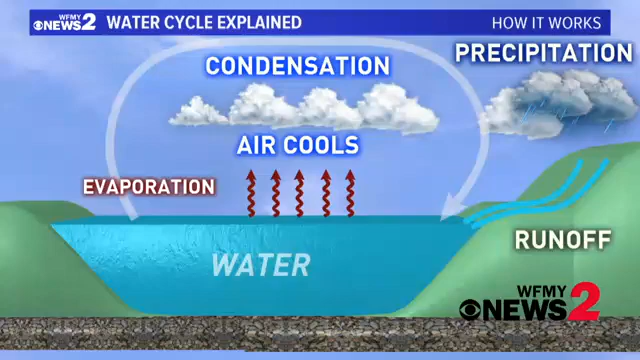 WFMY
NEWS 2
WATER CYCLE EXPLAINED
HOW IT WORKS
PRECIPITATION
CONDENSATION
AIR COOLS
EVAPORATION
RUNOFF
WATER
WFMY
NEWS 2